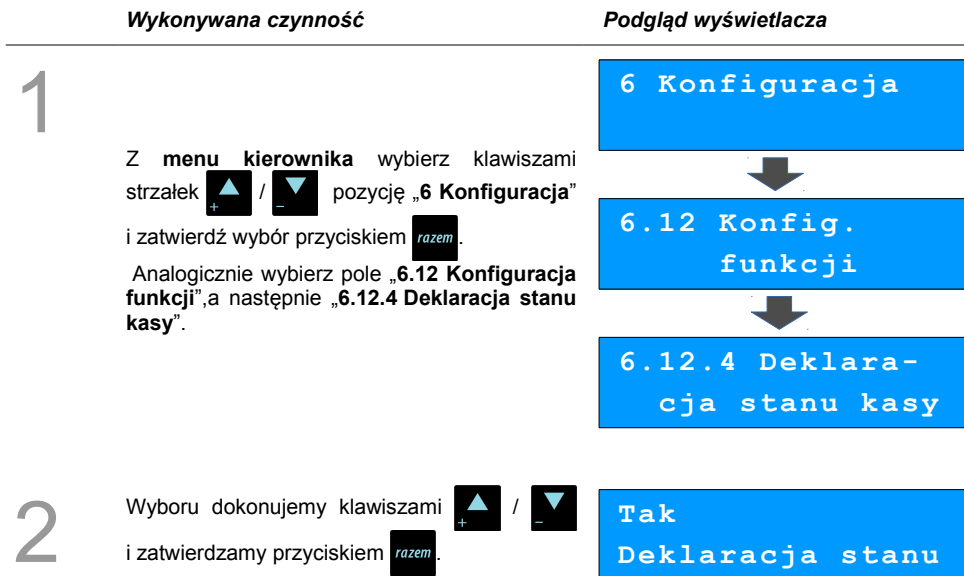 Wykonywana czynność
Podgląd wyświetlacza
1
Z menu kierownika wybierz klawiszami
strzałek + / – pozycję „6 Konfiguracja”
i zatwierdź wybór przyciskiem razem.
Analogicznie wybierz pole „6.12 Konfiguracja
funkcji”,a następnie „6.12.4 Deklaracja stanu
kasy”.
6 Konfiguracja
6.12 Konfig.
funkcji
6.12.4 Deklara-
cja stanu kasy
2
Wyboru dokonujemy klawiszami + / –
i zatwierdzamy przyciskiem razem.
Tak
Deklaracja stanu